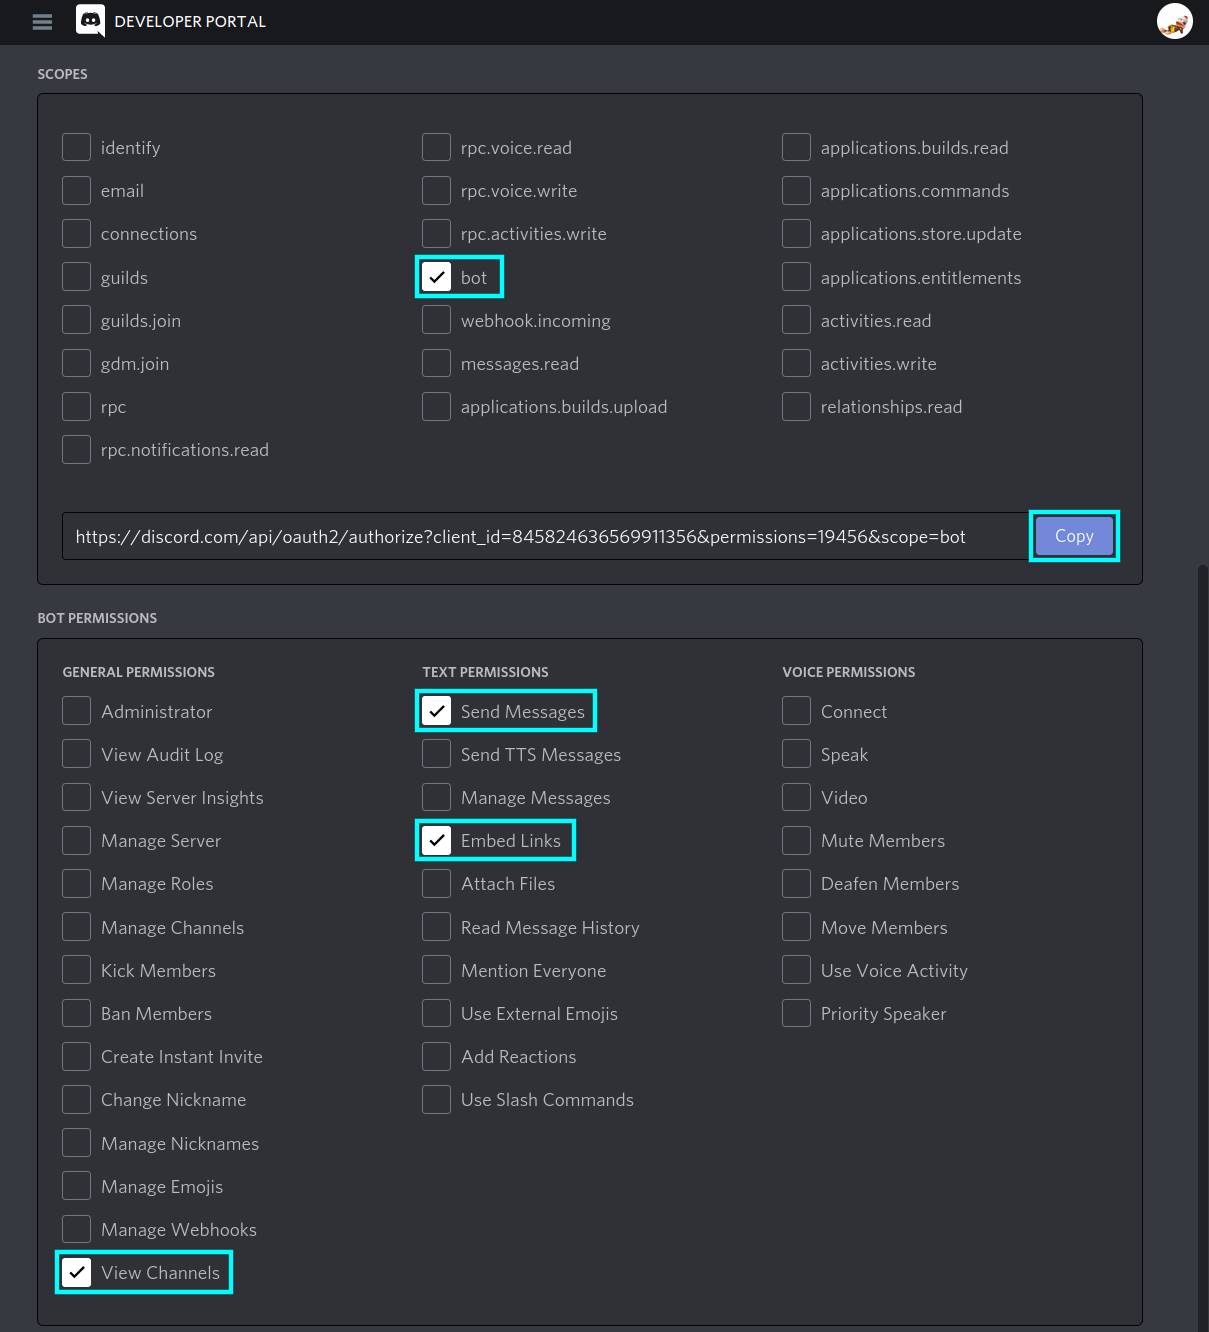 DEVELOPER PORTAL
SCOPES
identify
email
connections
guilds
guilds.join
gdm.join
rpc
rpc.notifications.read
rpc.voice.read
rpc.voice.write
rpc.activities.write
bot
webhook.incoming
messages.read
applications.builds.upload
applications.builds.read
applications.commands
applications.store.update
applications.entitlements
activities.read
activities.write
relationships.read
https://discord.com/api/oauth2/authorize?client_id=845824636569911356&permissions=19456&scope=bot
Copy
BOT PERMISSIONS
GENERAL PERMISSIONS
Administrator
View Audit Log
View Server Insights
Manage Server
Manage Roles
Manage Channels
Kick Members
Ban Members
Create Instant Invite
Change Nickname
Manage Nicknames
Manage Emojis
Manage Webhooks
View Channels
TEXT PERMISSIONS
Send Messages
Send TTS Messages
Manage Messages
Embed Links
Attach Files
Read Message History
Mention Everyone
Use External Emojis
Add Reactions
Use Slash Commands
VOICE PERMISSIONS
Connect
Speak
Video
Mute Members
Deafen Members
Move Members
Use Voice Activity
Priority Speaker